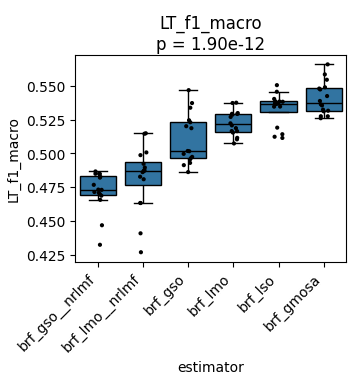 LT_f1_macro
p = 1.90e-12
LT_f1_macro
0.550
0.525
0.500
0.475
0.450
0.425
brf_gso__nrlmf
brf_lmo__nrlmf
brf_gso
brf_lmo
brf_lso
brf_gmosa
estimator